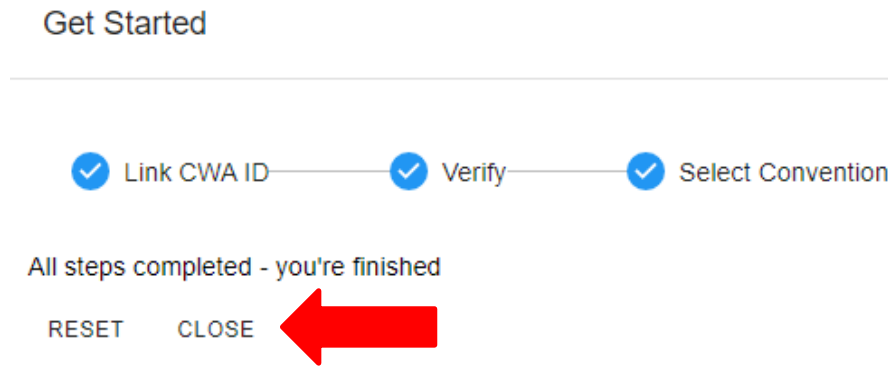 Get Started
Link CWA ID Verify Select Convention
All steps completed - you're finished
RESET CLOSE